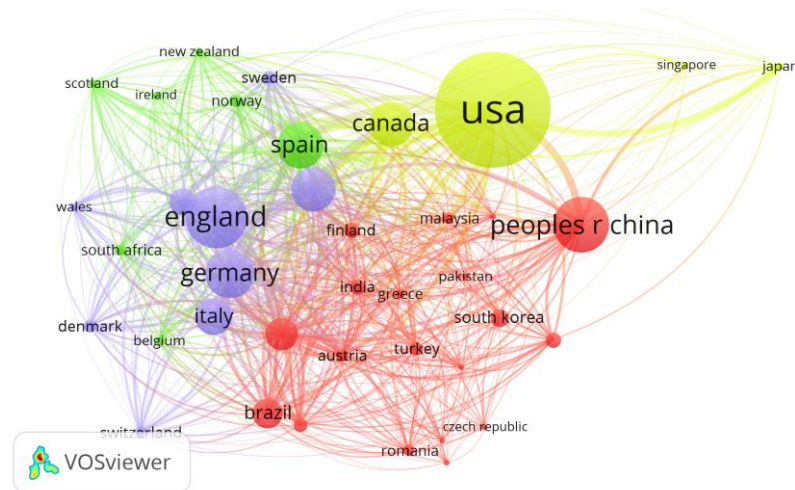 new zealand
scotland
ireland
norway
sweden
spain
canada
usa
singapore
japan
wales
england
south africa
germany
italy
denmark
belgium
switzerland
finland
malaysia
peoples r china
india
greece
pakistan
south korea
austria
turkey
brazil
czech republic
romania
VOSviewer